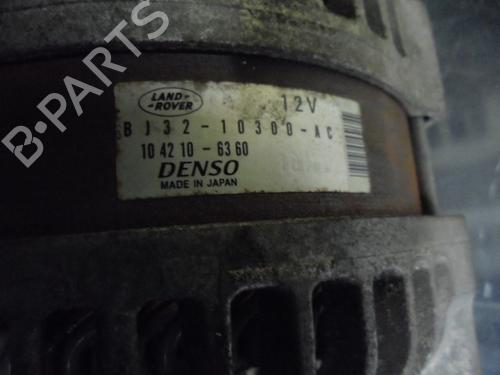 LAND-
-ROVER
12V
BJ32-10300-AC
104210-6360
DENSO
MADE IN JAPAN
B-PARTS